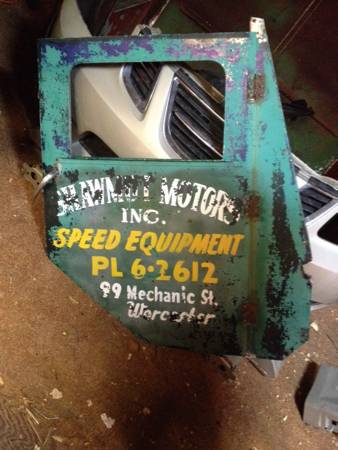 SHAWMUT MOTORS
INC.
SPEED EQUIPMENT
PL 6·2612
99 Mechanic St.
Worcester